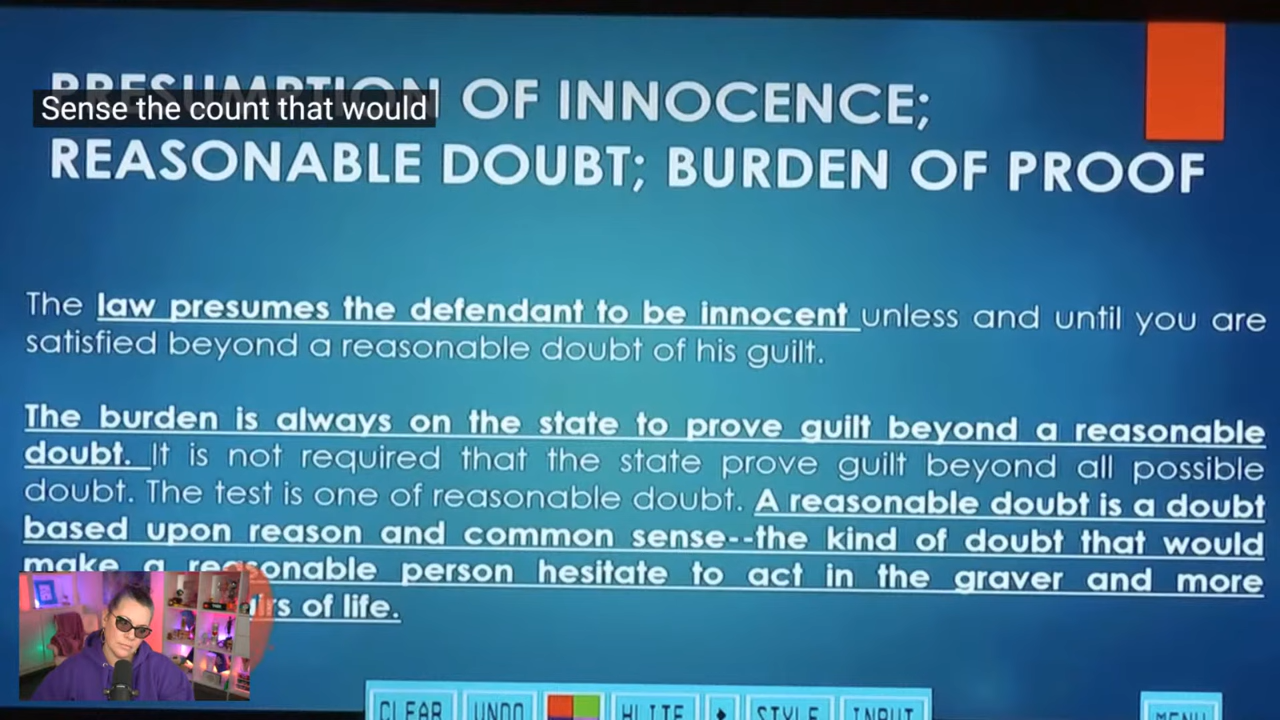 PRESUMPTION OF INNOCENCE;
Sense the count that would
REASONABLE DOUBT; BURDEN OF PROOF
The law presumes the defendant to be innocent unless and until you are
satisfied beyond a reasonable doubt of his guilt.
The burden is always on the state to prove guilt beyond a reasonable
doubt. It is not required that the state prove guilt beyond all possible
doubt. The test is one of reasonable doubt. A reasonable doubt is a doubt
based upon reason and common sense--the kind of doubt that would
make a reasonable person hesitate to act in the graver and more
of life.
CLEAR UNDO HLITE STYLE INPUT MENU